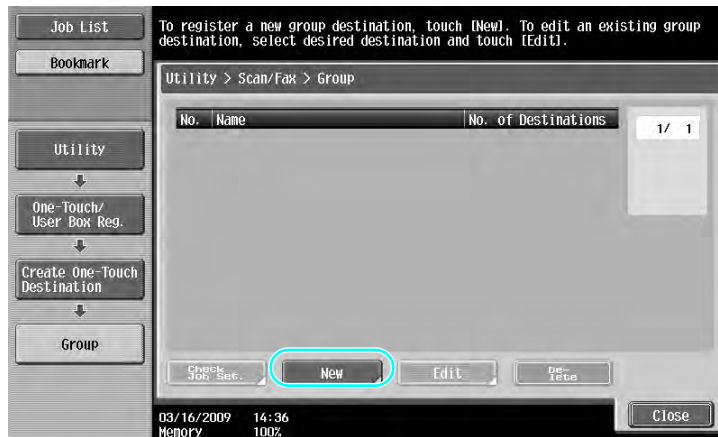 Job List
Bookmark
To register a new group destination, touch [New]. To edit an existing group
destination, select desired destination and touch [Edit].
Utility > Scan/Fax > Group
No. Name No. of Destinations
1/ 1
Utility
One-Touch/
User Box Reg.
Create One-Touch
Destination
Group
Check
Job Set.
New
Edit
De-
lete
03/16/2009 14:36
Memory 100%
Close